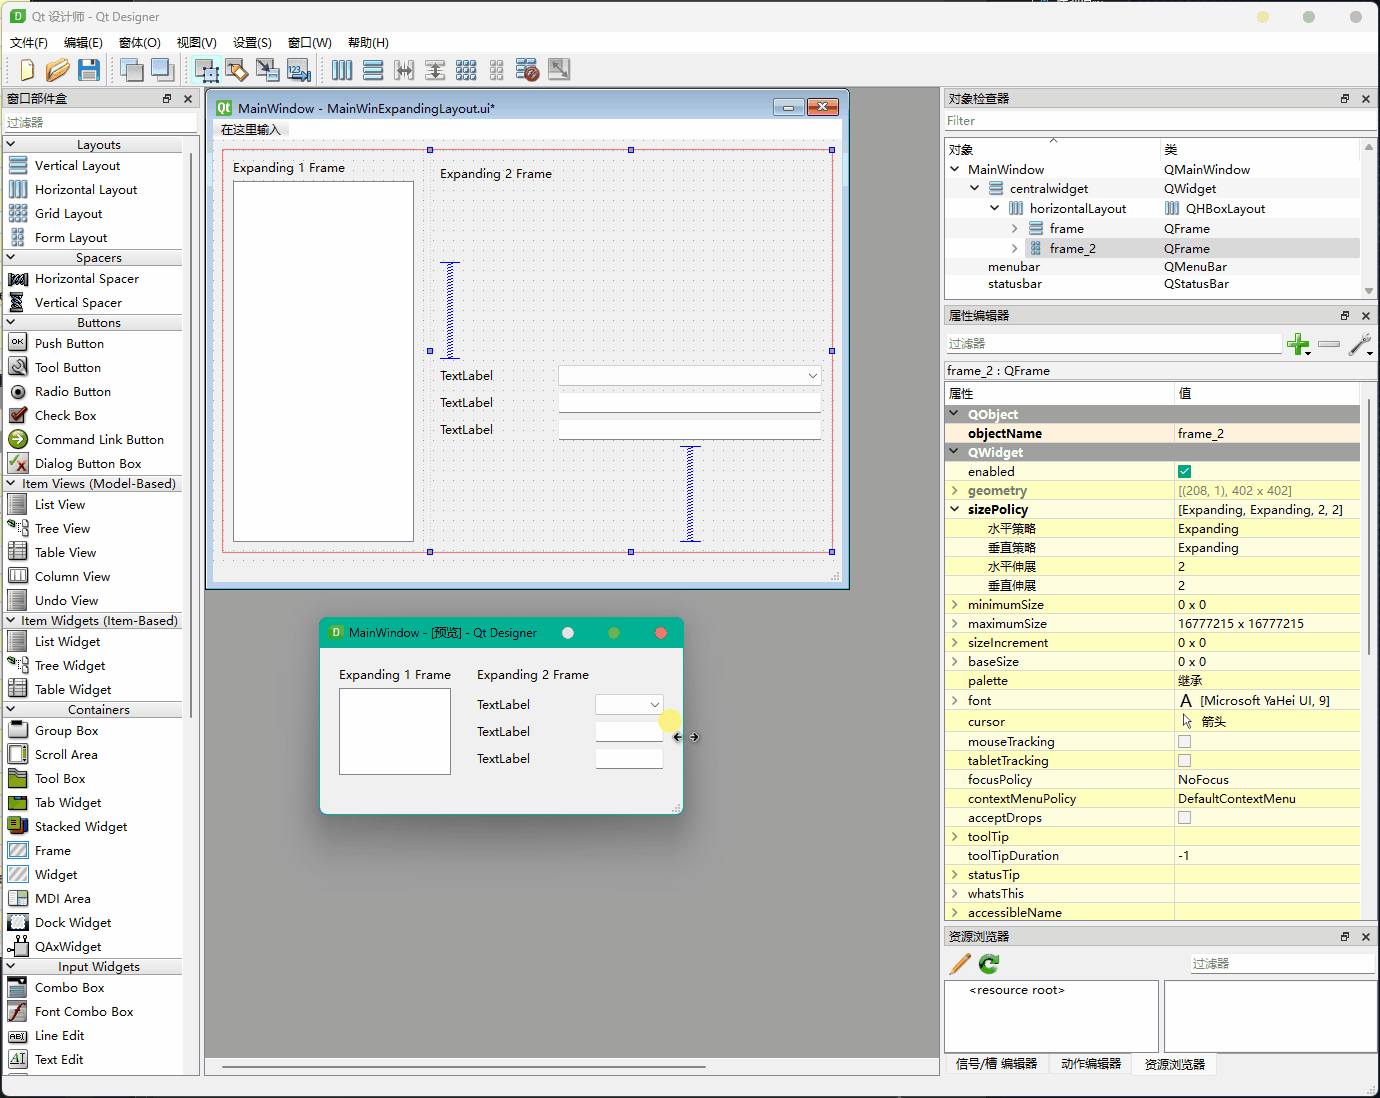 Qt 设计师 - Qt Designer
文件(F) 编辑(E) 窗体(O) 视图(V) 设置(S) 窗口(W) 帮助(H)
窗口部件盒
过滤器
Layouts
Vertical Layout
Horizontal Layout
Grid Layout
Form Layout
Spacers
Horizontal Spacer
Vertical Spacer
Buttons
Push Button
Tool Button
Radio Button
Check Box
Command Link Button
Dialog Button Box
Item Views (Model-Based)
List View
Tree View
Table View
Column View
Undo View
Item Widgets (Item-Based)
List Widget
Tree Widget
Table Widget
Containers
Group Box
Scroll Area
Tool Box
Tab Widget
Stacked Widget
Frame
Widget
MDI Area
Dock Widget
QAxWidget
Input Widgets
Combo Box
Font Combo Box
Line Edit
Text Edit
MainWindow - MainWinExpandingLayout.ui*
在这里输入
Expanding 1 Frame
Expanding 2 Frame
TextLabel
TextLabel
TextLabel
MainWindow - [预览] - Qt Designer
Expanding 1 Frame Expanding 2 Frame
TextLabel
TextLabel
TextLabel
对象检查器
Filter
对象 类
MainWindow QMainWindow
centralwidget QWidget
horizontalLayout QHBoxLayout
frame QFrame
frame_2 QFrame
menubar QMenuBar
statusbar QStatusBar
属性编辑器
过滤器
frame_2 : QFrame
属性 值
QObject
objectName frame_2
QWidget
enabled
geometry [(208, 1), 402 x 402]
sizePolicy [Expanding, Expanding, 2, 2]
水平策略 Expanding
垂直策略 Expanding
水平伸展 2
垂直伸展 2
minimumSize 0 x 0
maximumSize 16777215 x 16777215
sizeIncrement 0 x 0
baseSize 0 x 0
palette 继承
font A [Microsoft YaHei UI, 9]
cursor 箭头
mouseTracking
tabletTracking
focusPolicy NoFocus
contextMenuPolicy DefaultContextMenu
acceptDrops
toolTip
toolTipDuration -1
statusTip
whatsThis
accessibleName
资源浏览器
过滤器
<resource root>
信号/槽 编辑器 动作编辑器 资源浏览器